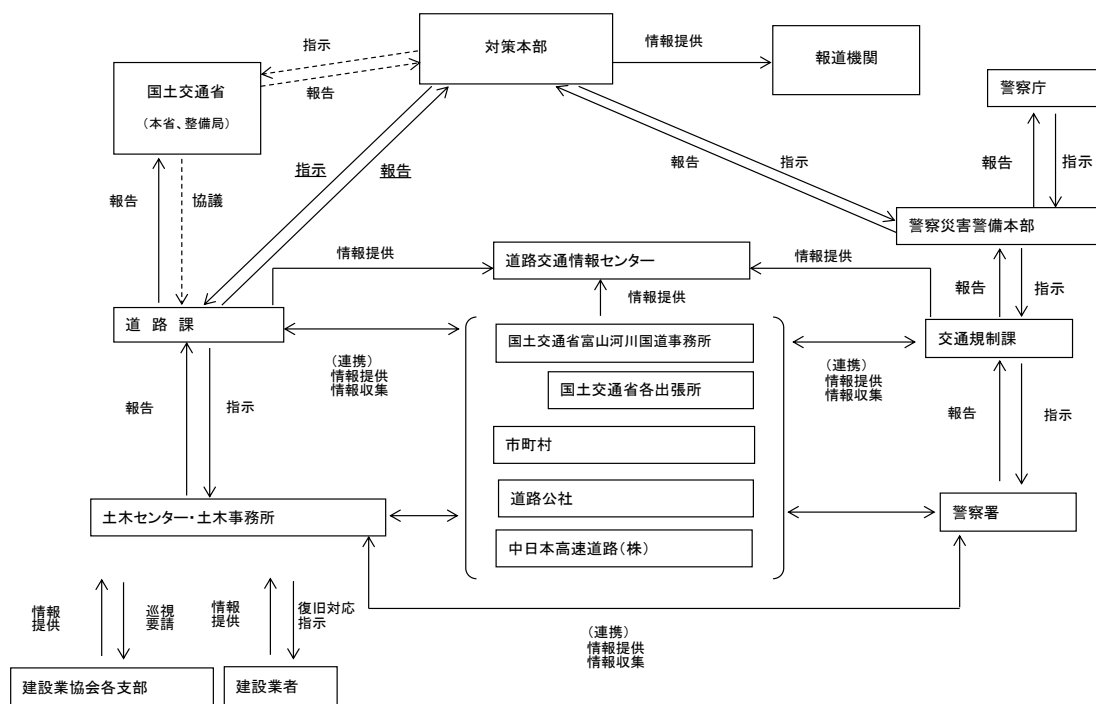 対策本部
情報提供
報道機関
指示
報告
国土交通省
(本省、整備局)
警察庁
報告
指示
指示
報告
報告
指示
報告
協議
警察災害警備本部
情報提供
道路交通情報センター
情報提供
情報提供
報告
指示
道 路 課
国土交通省富山河川国道事務所
交通規制課
(連携)
情報提供
情報収集
(連携)
情報提供
情報収集
国土交通省各出張所
報告
指示
報告
指示
市町村
道路公社
土木センター・土木事務所
警察署
中日本高速道路(株)
情報
提供
巡視
要請
情報
提供
復旧対応
指示
(連携)
情報提供
情報収集
建設業協会各支部
建設業者